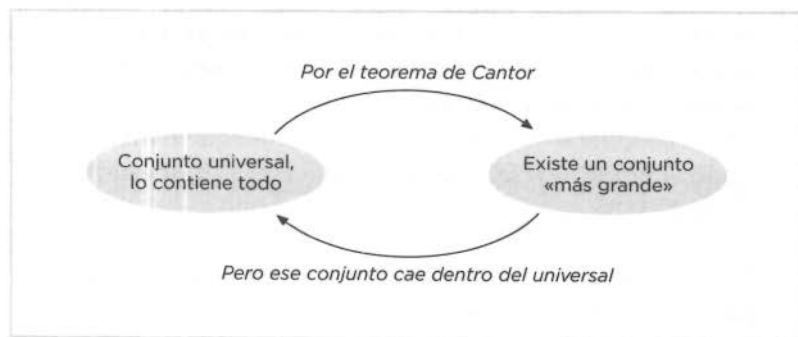 Por el teorema de Cantor
Conjunto universal,
lo contiene todo
Existe un conjunto
«más grande»
Pero ese conjunto cae dentro del universal